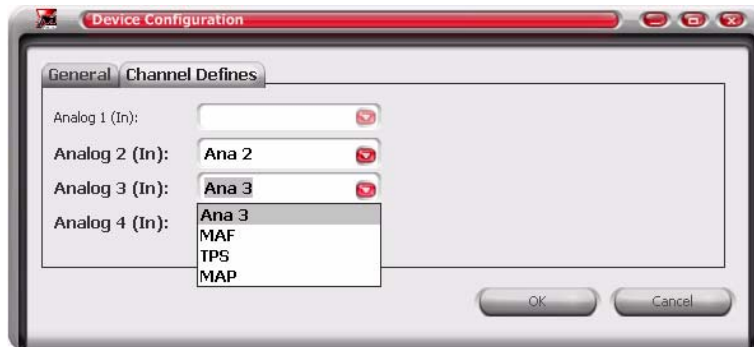 Device Configuration
General Channel Defines
Analog 1 (In):
Analog 2 (In): Ana 2
Analog 3 (In): Ana 3
Analog 4 (In):
Ana 3
MAF
TPS
MAP
OK Cancel